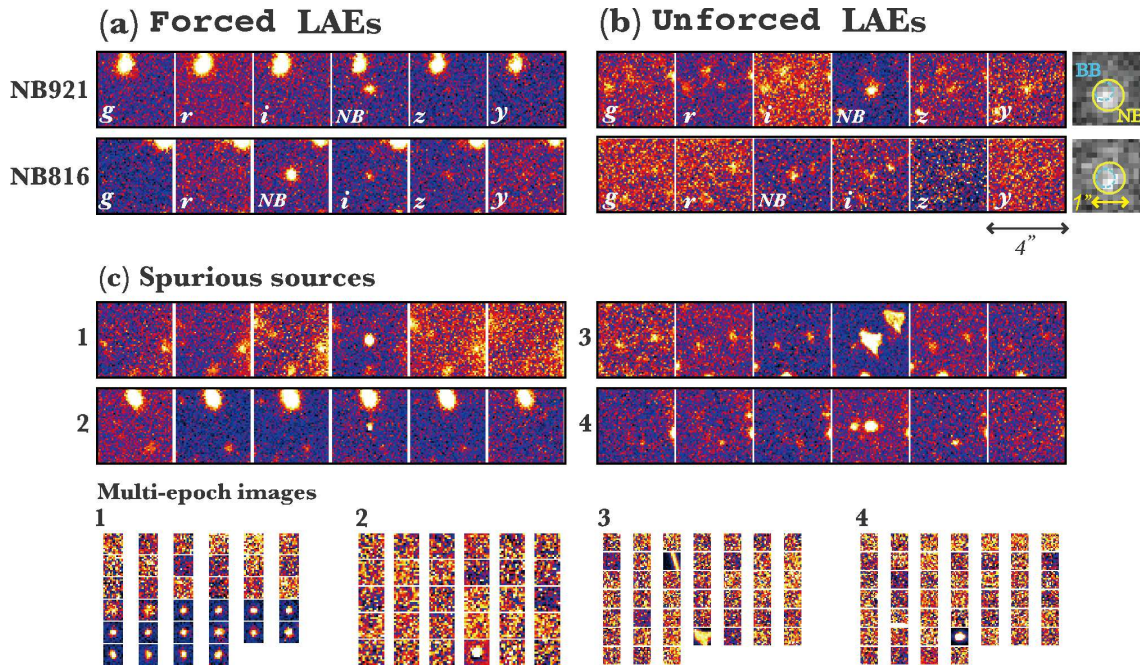 (a) Forced LAEs
(b) Unforced LAEs
NB921
g r i NB z y
g r i NB z y
BB
NB
NB816
g r NB i z y
g r NB i z y
1”
4”
(c) Spurious sources
1
3
2
4
Multi-epoch images
1 2 3 4